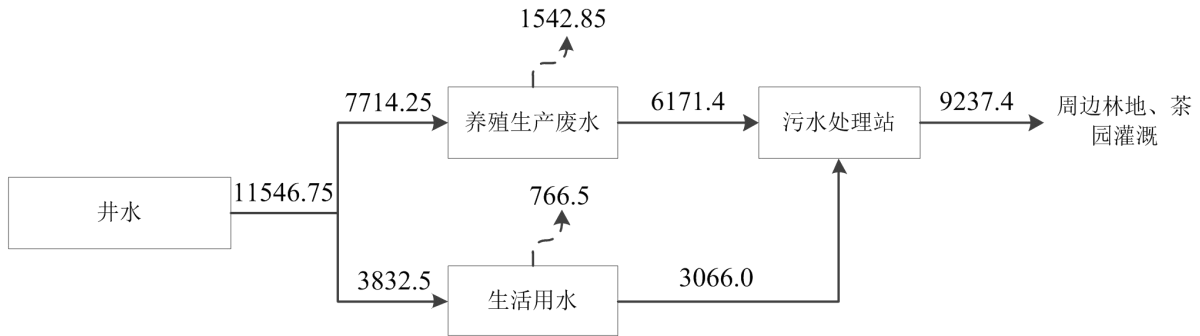 1542.85
7714.25
养殖生产废水
6171.4
污水处理站
9237.4
周边林地、茶
园灌溉
井水
11546.75
766.5
3832.5
生活用水
3066.0